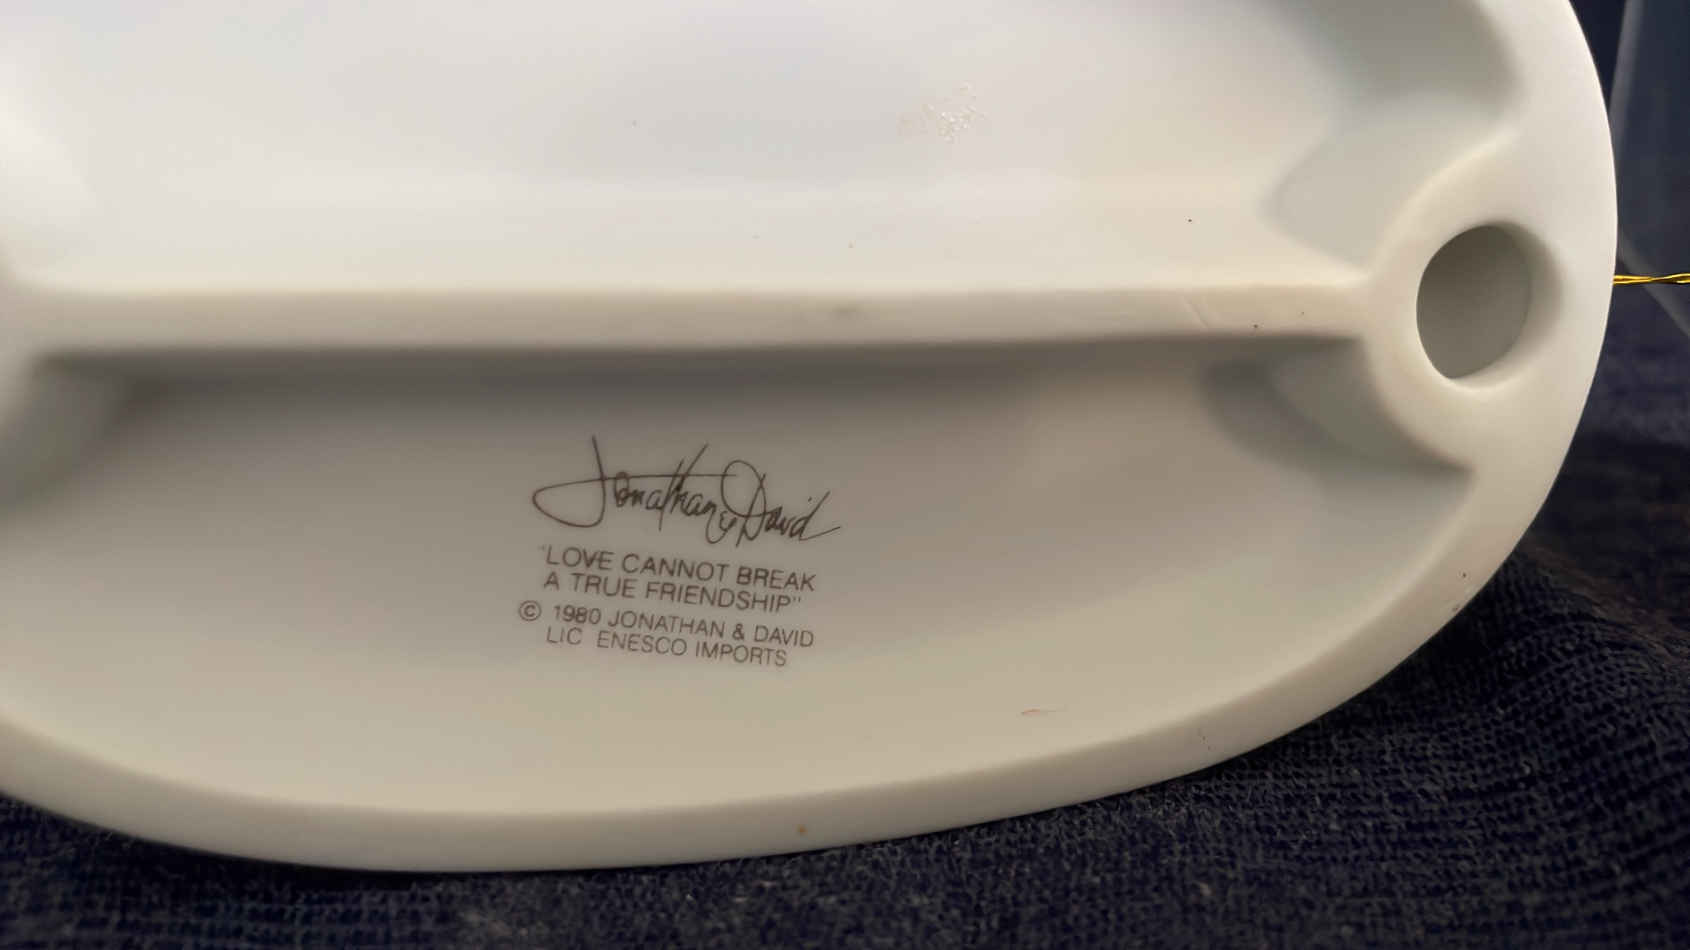 Jonathan & David
"LOVE CANNOT BREAK
A TRUE FRIENDSHIP"
© 1980 JONATHAN & DAVID
LIC ENESCO IMPORTS